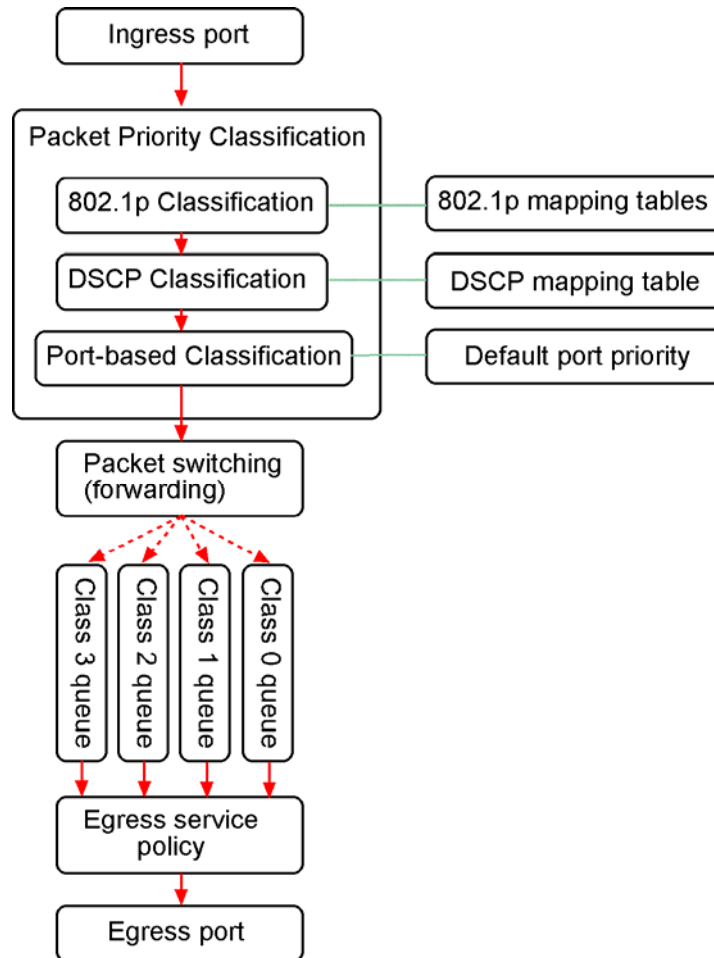 Ingress port
Packet Priority Classification
802.1p Classification
802.1p mapping tables
DSCP Classification
DSCP mapping table
Port-based Classification
Default port priority
Packet switching
(forwarding)
Class 3 queue
Class 2 queue
Class 1 queue
Class 0 queue
Egress service
policy
Egress port